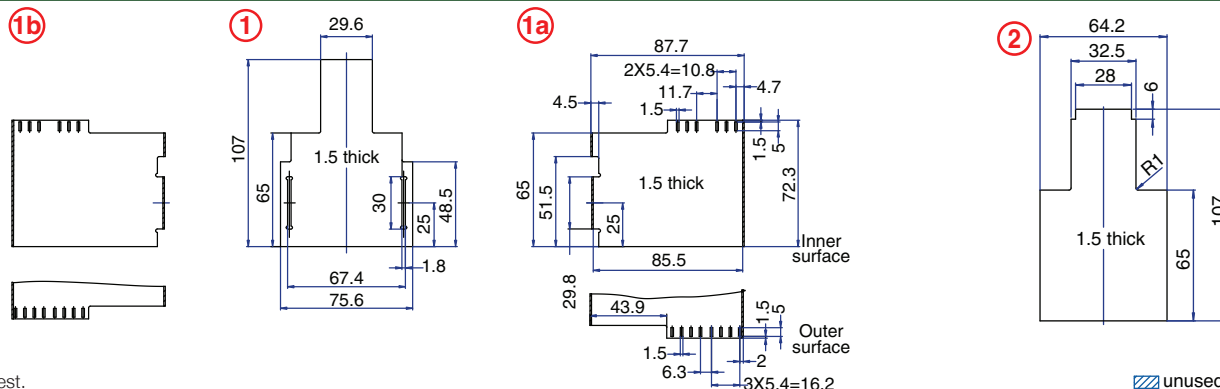 1b
1
29.6
107
65
1.5 thick
30
25
48.5
1.8
67.4
75.6
1a
87.7
2X5.4=10.8
11.7
4.7
4.5
1.5
1.5
5
65
51.5
1.5 thick
25
72.3
Inner
surface
85.5
29.8
43.9
1.5
5
Outer
surface
1.5
2
6.3
3X5.4=16.2
2
64.2
32.5
28
6
R1
107
1.5 thick
65
est.
unused